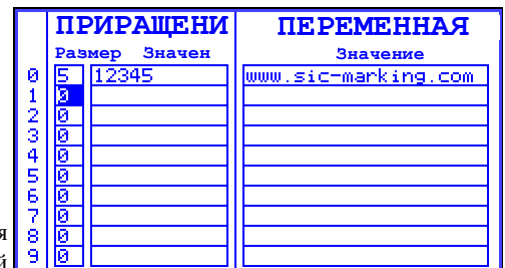 ПРИРАЩЕНИ ПЕРЕМЕННАЯ
Размер Значен Значение
0 5 12345 www.sic-marking.com
1 0
2 0
3 0
4 0
5 0
6 0
7 0
я 8 0
й 9 0